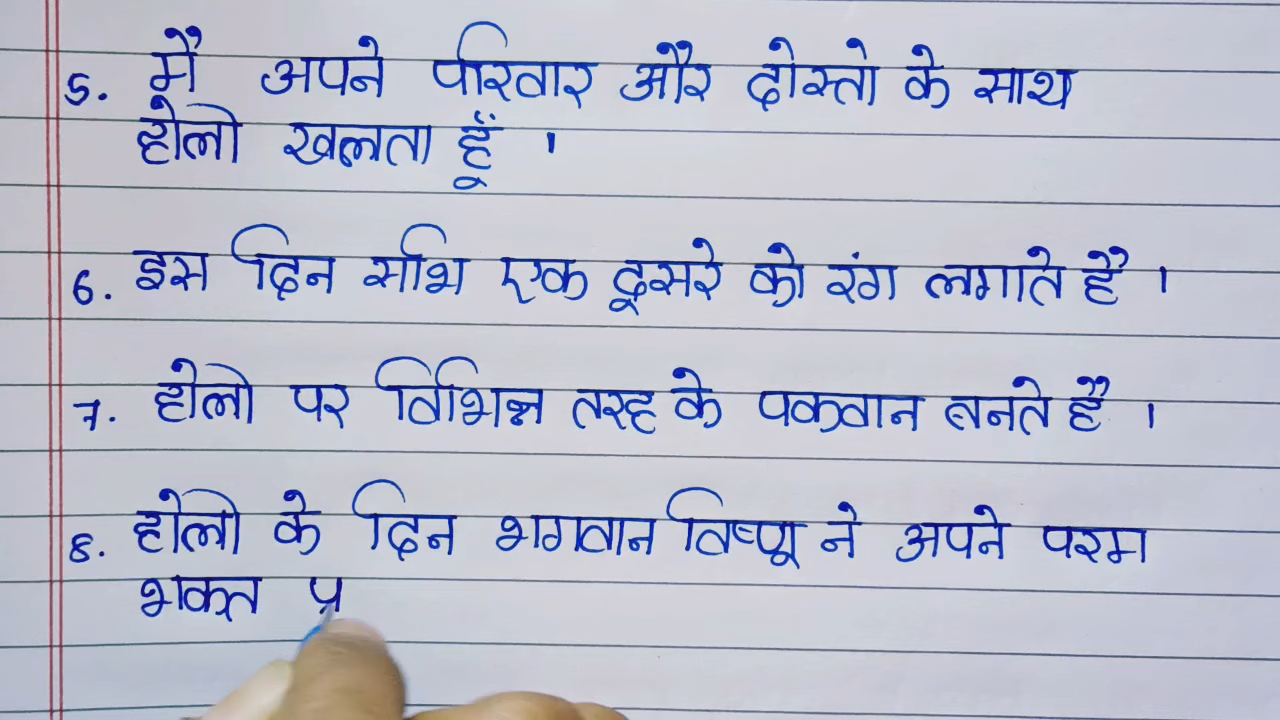 5. मैं अपने परिवार और दोस्तो के साथ
होली खेलता हूँ ।
6. इस दिन सभि एक दूसरे को रंग लगाते हैं ।
7. होली पर विभिन्न तरह के पकवान बनते हैं ।
8. होली के दिन भगवान विष्णू ने अपने परम
भक्त प्र